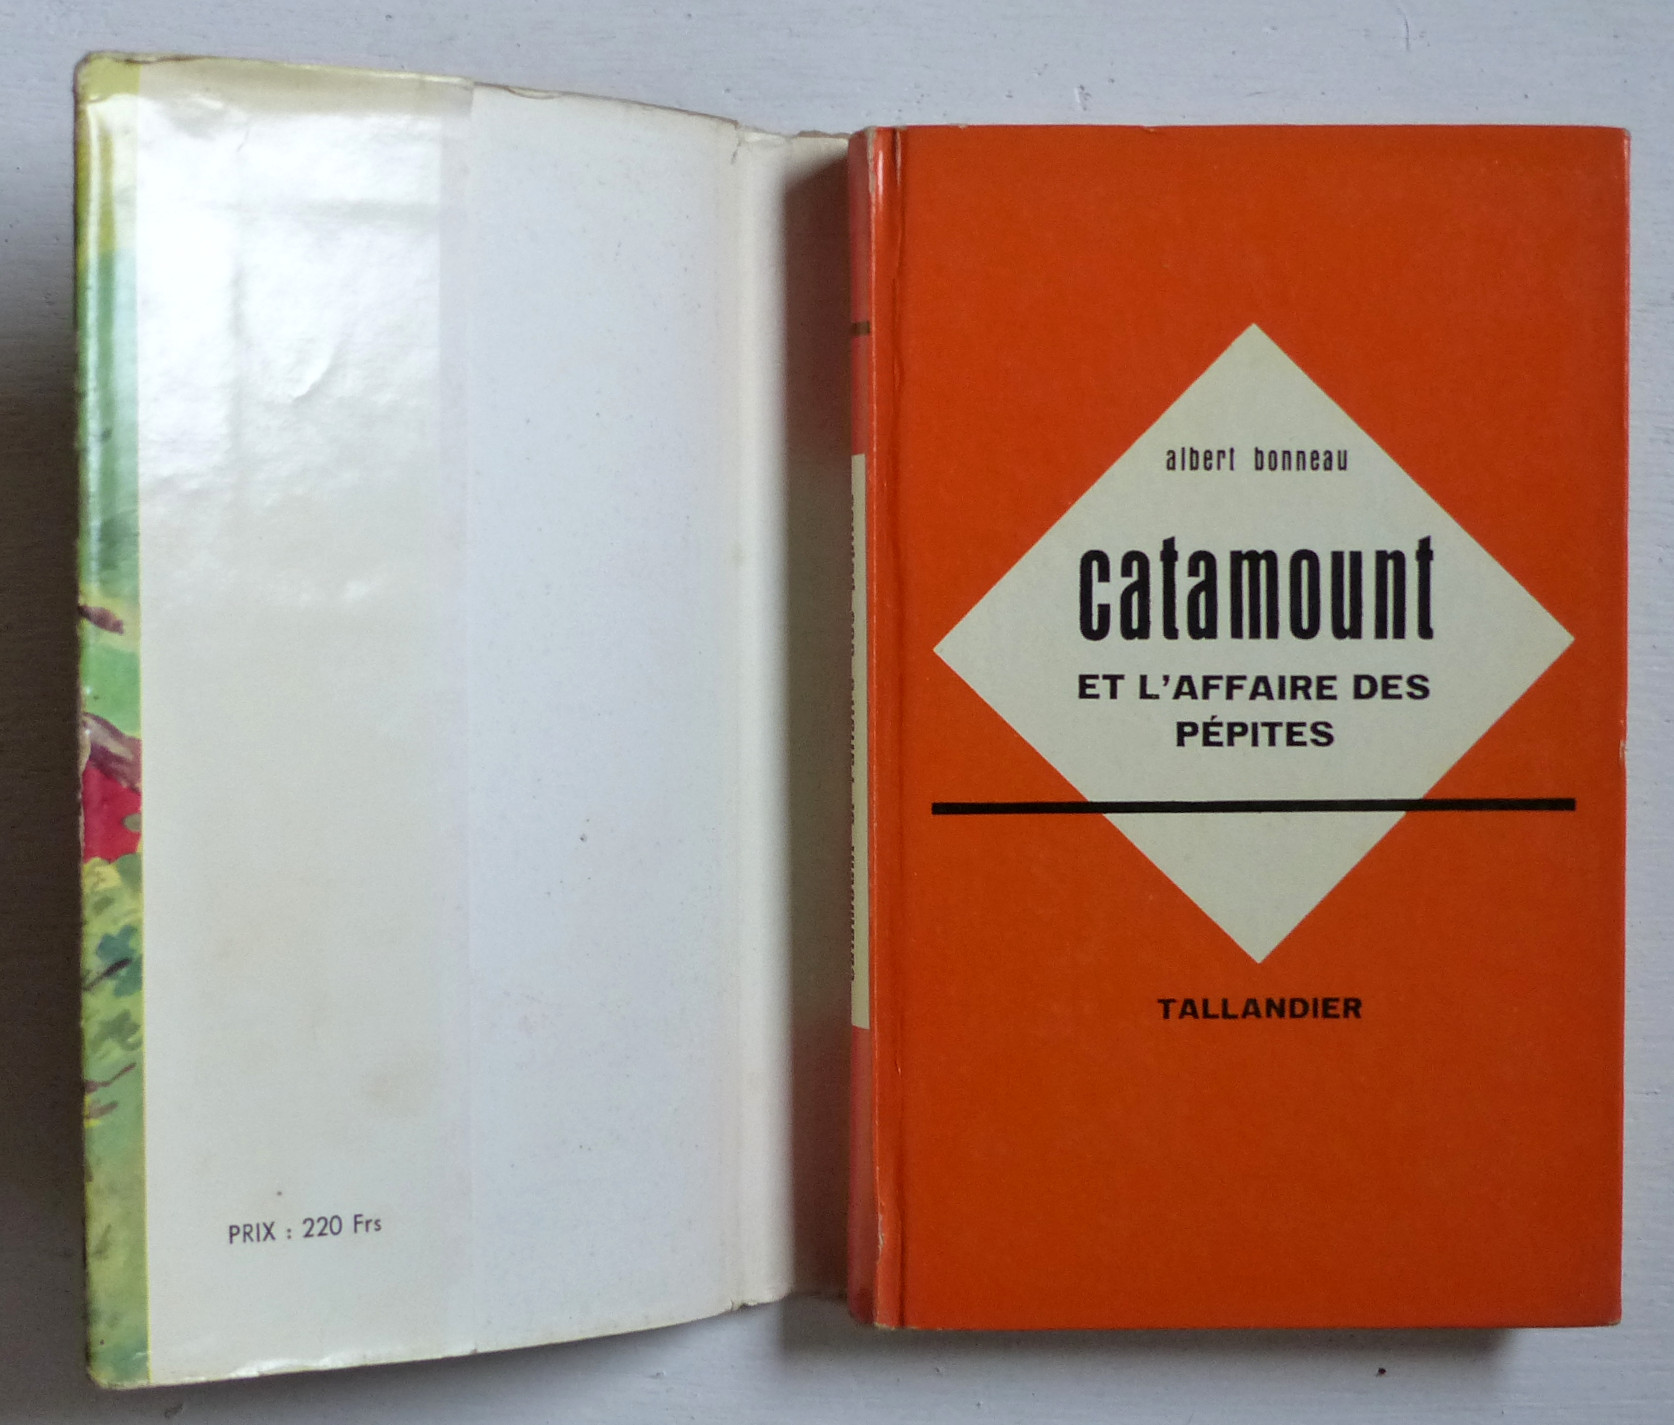 PRIX : 220 Frs
albert bonneau
catamount
ET L'AFFAIRE DES
PÉPITES
TALLANDIER